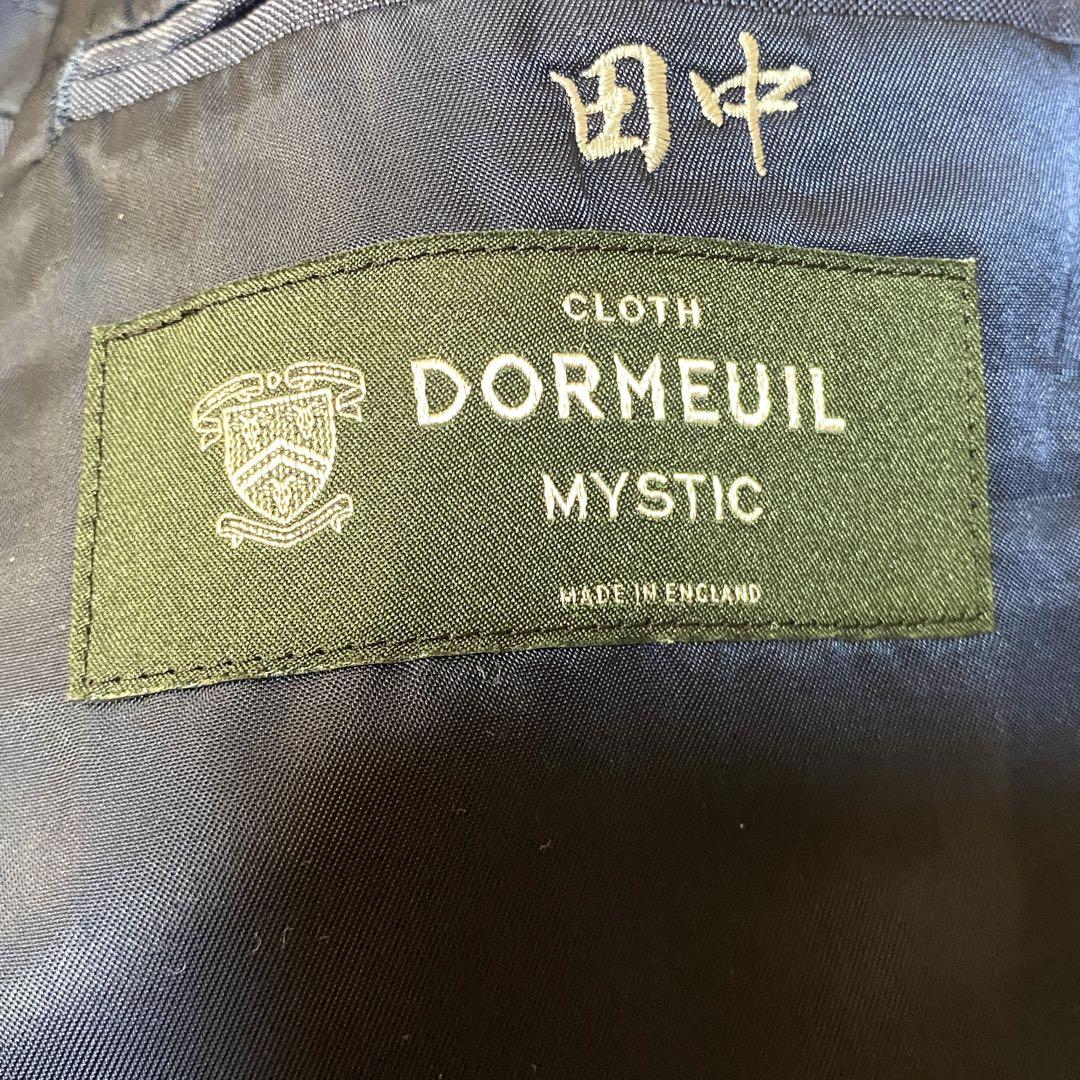 田中
CLOTH
DORMEUIL
MYSTIC
MADE IN ENGLAND